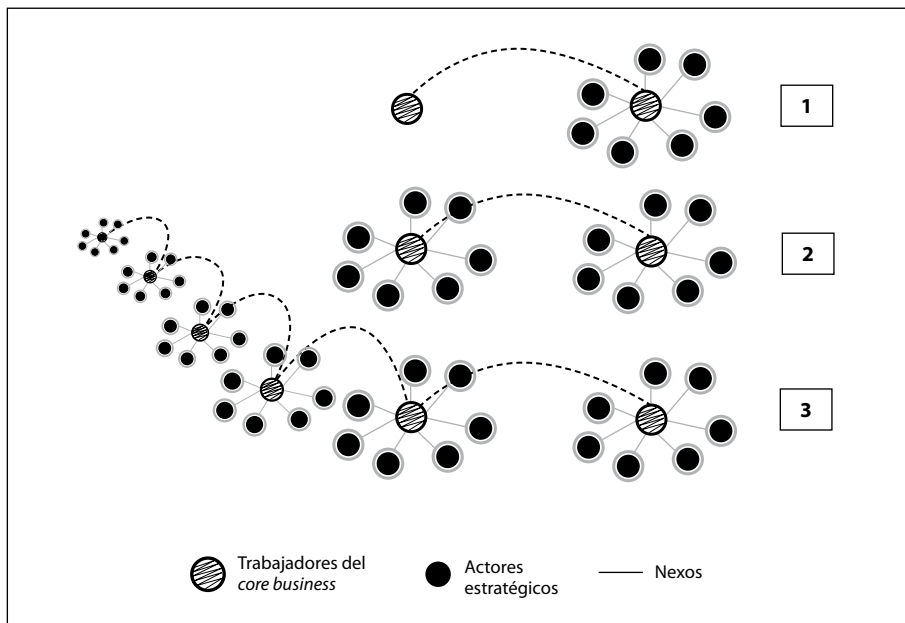 1
2
3
Trabajadores del
core business
Actores
estratégicos
Nexos